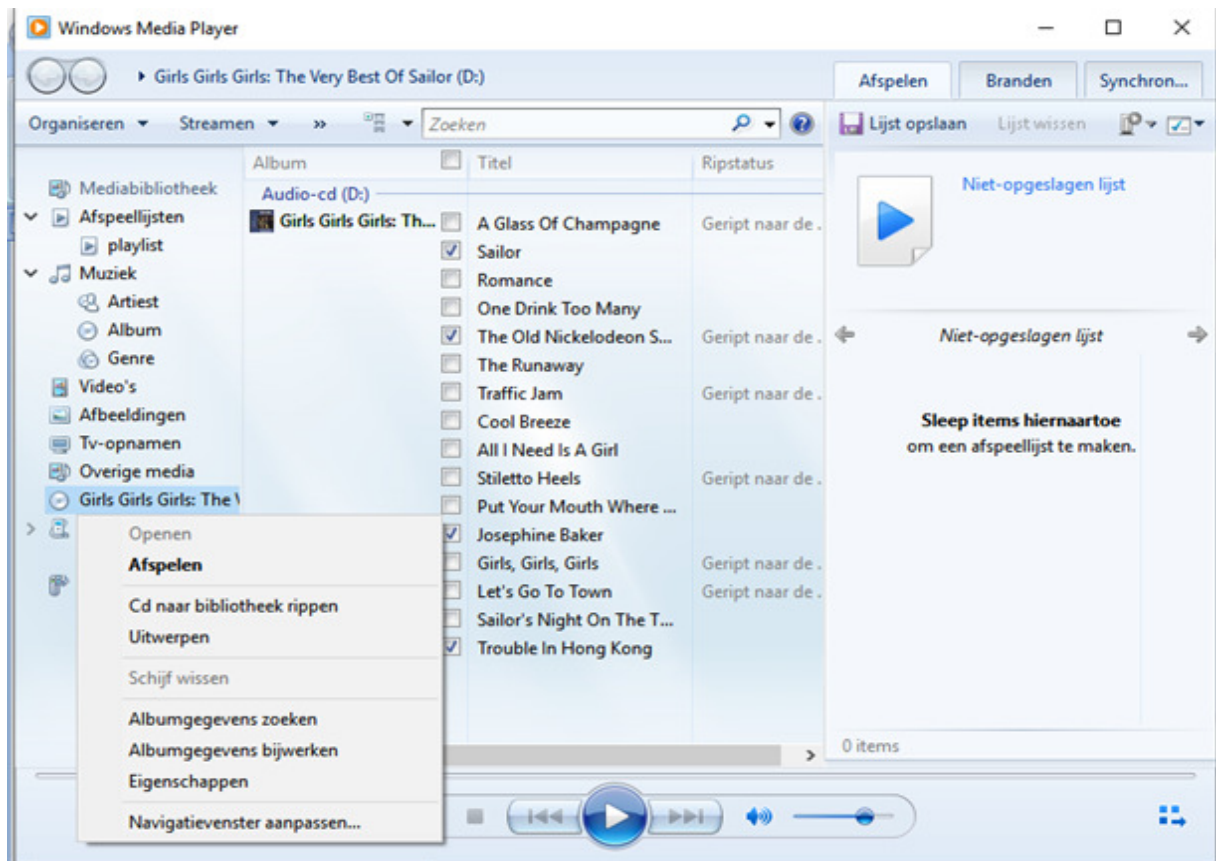 Windows Media Player
Girls Girls Girls: The Very Best Of Sailor (D:)
Afspelen Branden Synchron...
Organiseren Streamen » Zoeken
Lijst opslaan Lijst wissen
Album Titel Ripstatus
Mediabibliotheek
Afspeellijsten
playlist
Muziek
Artiest
Album
Genre
Video's
Afbeeldingen
Tv-opnamen
Overige media
Girls Girls Girls: The
Audio-cd (D:)
Girls Girls Girls: Th...
A Glass Of Champagne Geript naar de .
Sailor
Romance
One Drink Too Many
The Old Nickelodeon S... Geript naar de .
The Runaway
Traffic Jam Geript naar de .
Cool Breeze
All I Need Is A Girl
Stiletto Heels Geript naar de .
Put Your Mouth Where ...
Josephine Baker
Girls, Girls, Girls Geript naar de .
Let's Go To Town Geript naar de .
Sailor's Night On The T...
Trouble In Hong Kong
Openen
Afspelen
Cd naar bibliotheek rippen
Uitwerpen
Schijf wissen
Albumgegevens zoeken
Albumgegevens bijwerken
Eigenschappen
Navigatievenster aanpassen...
Niet-opgeslagen lijst
Niet-opgeslagen lijst
Sleep items hiernaartoe
om een afspeellijst te maken.
0 items